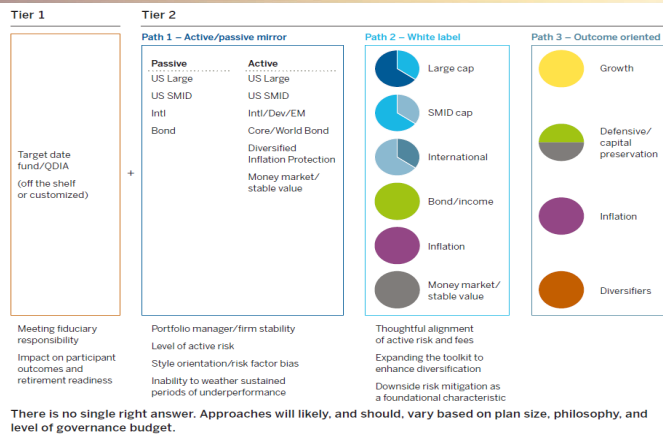 Tier 1
Tier 2
Path 1 – Active/passive mirror
Path 2 – White label
Path 3 – Outcome oriented
Target date
fund/QDIA
(off the shelf
or customized)
+
Passive
US Large
US SMID
Intl
Bond
Active
US Large
US SMID
Intl/Dev/EM
Core/World Bond
Diversified
Inflation Protection
Money market/
stable value
Large cap
SMID cap
International
Bond/income
Inflation
Money market/
stable value
Growth
Defensive/
capital
preservation
Inflation
Diversifiers
Meeting fiduciary
responsibility
Impact on participant
outcomes and
retirement readiness
Portfolio manager/firm stability
Level of active risk
Style orientation/risk factor bias
Inability to weather sustained
periods of underperformance
Thoughtful alignment
of active risk and fees
Expanding the toolkit to
enhance diversification
Downside risk mitigation as
a foundational characteristic
There is no single right answer. Approaches will likely, and should, vary based on plan size, philosophy, and
level of governance budget.